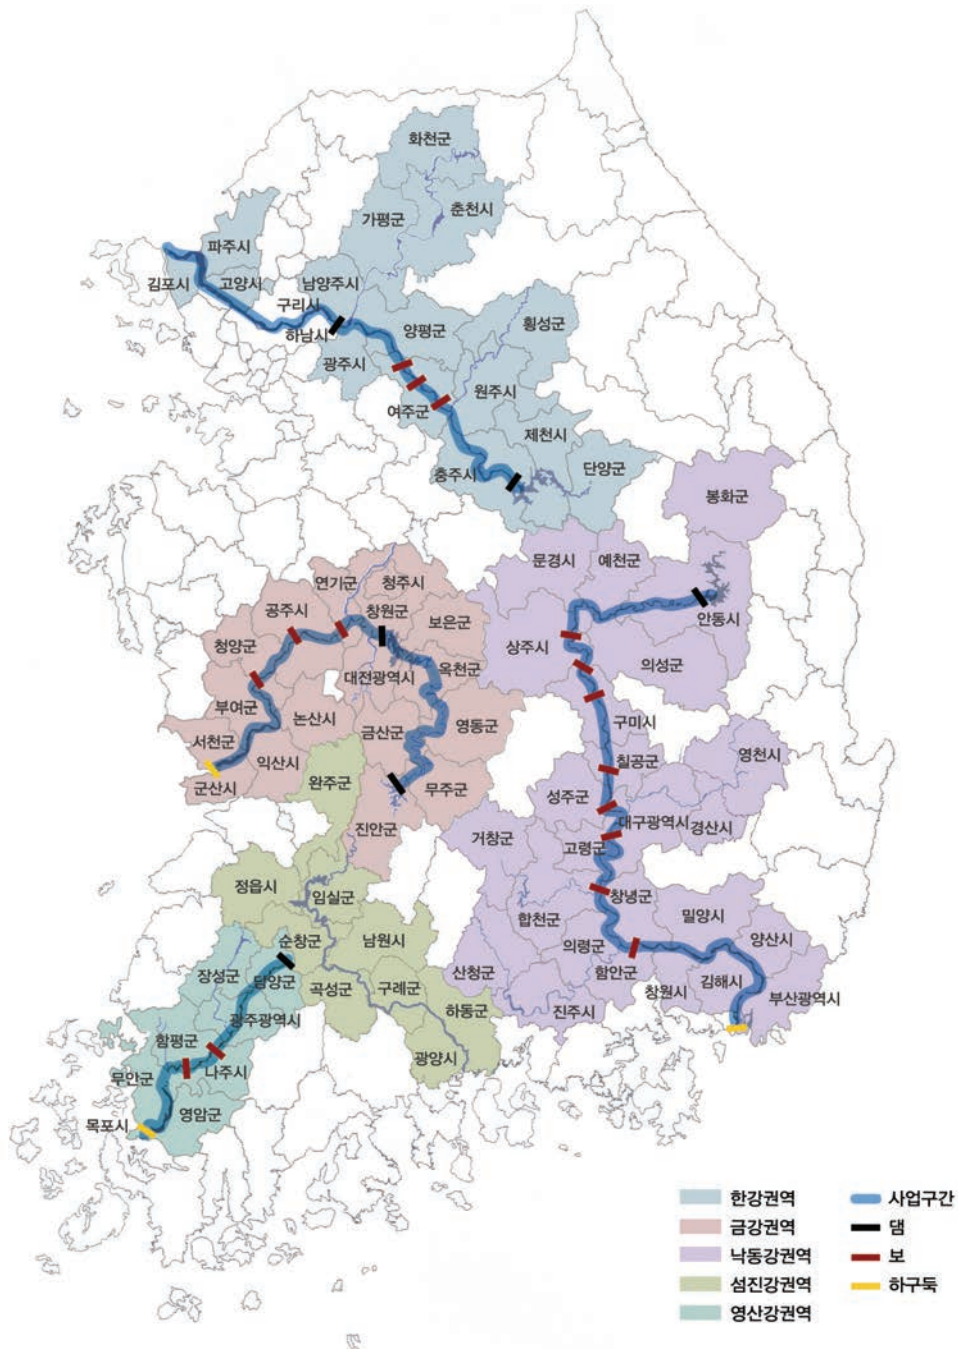 화천군
춘천시
가평군
파주시
김포시
고양시
남양주시
구리시
하남시
양평군
횡성군
광주시
원주시
여주군
제천시
충주시
단양군
봉화군
문경시
예천군
안동시
상주시
의성군
연기군
청주시
공주시
창원군
보은군
청양군
옥천군
대전광역시
부여군
논산시
금산군
영동군
서천군
익산시
군산시
완주군
무주군
진안군
구미시
영천시
칠공군
성주군
대구광역시
경산시
거창군
고령군
창녕군
밀양시
합천군
양산시
의령군
산청군
함안군
김해시
창원시
부산광역시
진주시
정읍시
임실군
순창군
남원시
장성군
담양군
곡성군
구례군
하동군
광주광역시
광양시
함평군
나주시
무안군
영암군
목포시
한강권역
금강권역
낙동강권역
섬진강권역
영산강권역
사업구간
댐
보
하구둑